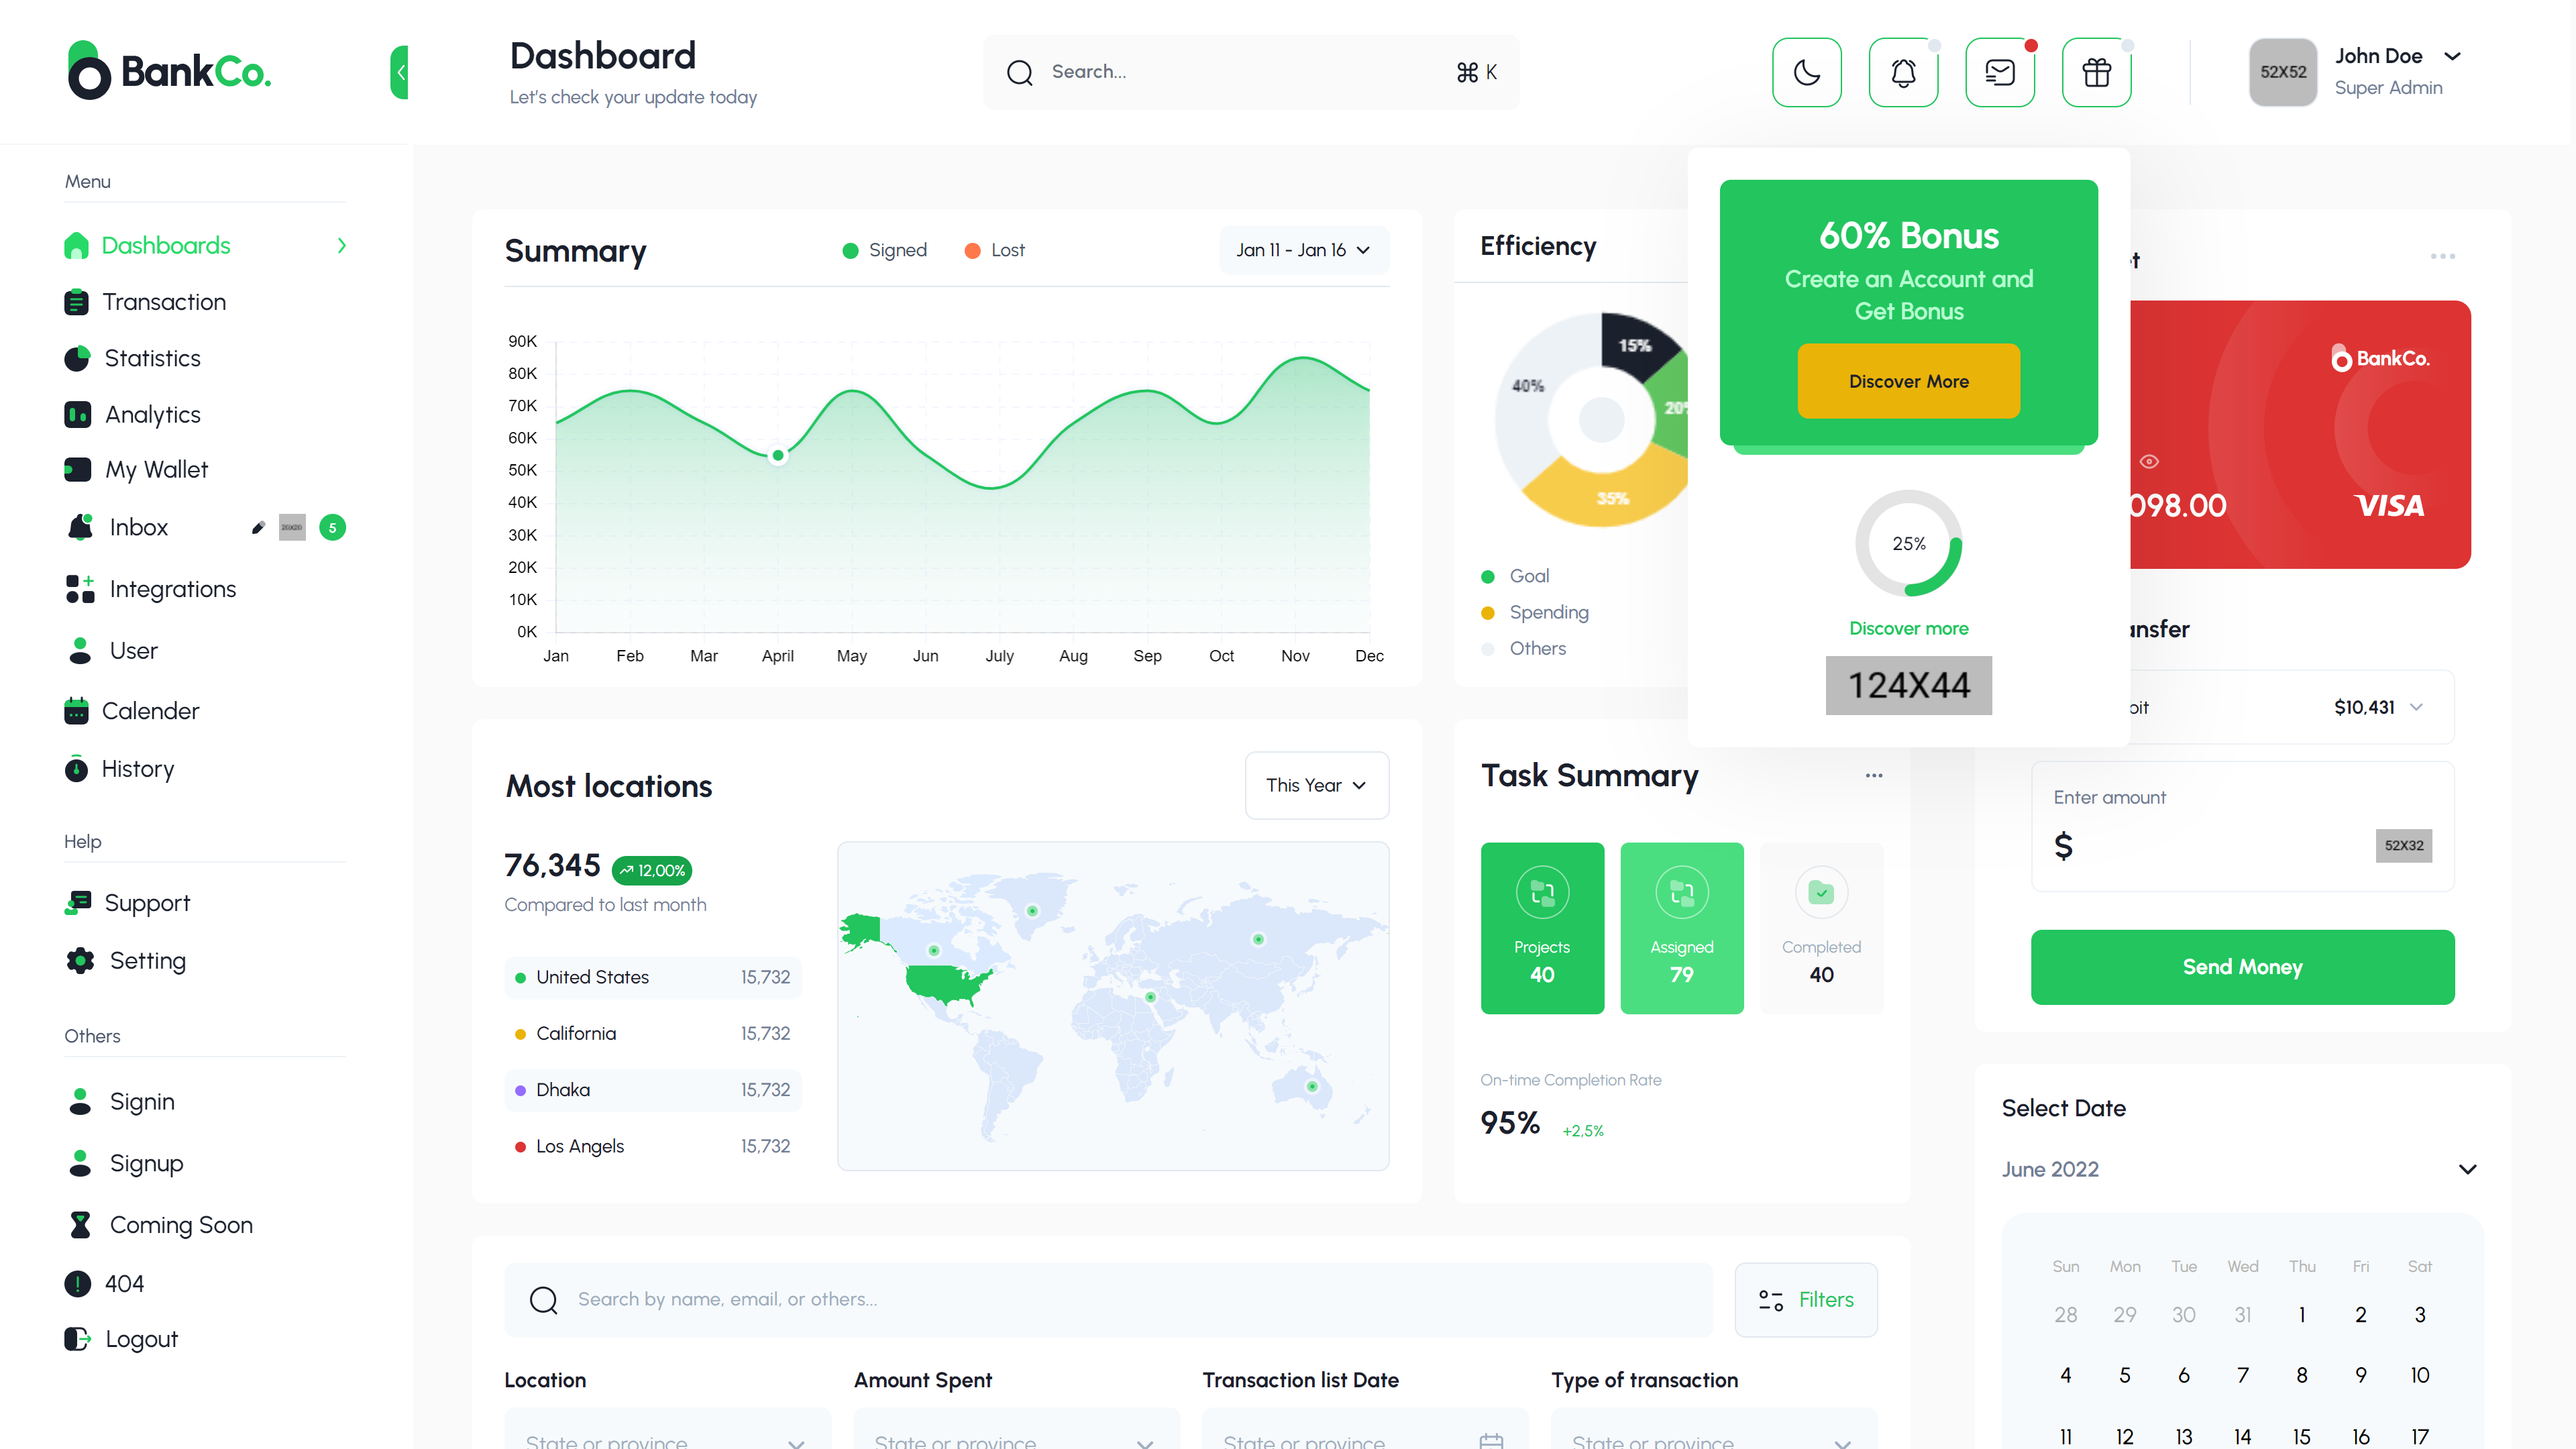 BankCo.
Dashboard
Let's check your update today
Search...
⌘ K
52X52
John Doe
Super Admin
Menu
Dashboards
Transaction
Statistics
Analytics
My Wallet
Inbox
20X20
5
Integrations
User
Calender
History
Help
Support
Setting
Others
Signin
Signup
Coming Soon
404
Logout
Summary
Signed
Lost
Jan 11 - Jan 16
90K
80K
70K
60K
50K
40K
30K
20K
10K
0K
Jan Feb Mar April May Jun July Aug Sep Oct Nov Dec
Efficiency
15%
40%
20%
35%
Goal
Spending
Others
60% Bonus
Create an Account and
Get Bonus
Discover More
25%
Discover more
124X44
BankCo.
098.00
VISA
$10,431
Enter amount
$
52X32
Send Money
Most locations
This Year
76,345
12,00%
Compared to last month
United States 15,732
California 15,732
Dhaka 15,732
Los Angels 15,732
Task Summary
Projects
40
Assigned
79
Completed
40
On-time Completion Rate
95%
+2,5%
Select Date
June 2022
Sun Mon Tue Wed Thu Fri Sat
28 29 30 31 1 2 3
4 5 6 7 8 9 10
11 12 13 14 15 16 17
Search by name, email, or others...
Filters
Location
Amount Spent
Transaction list Date
Type of transaction
State or province
State or province
State or province
State or province